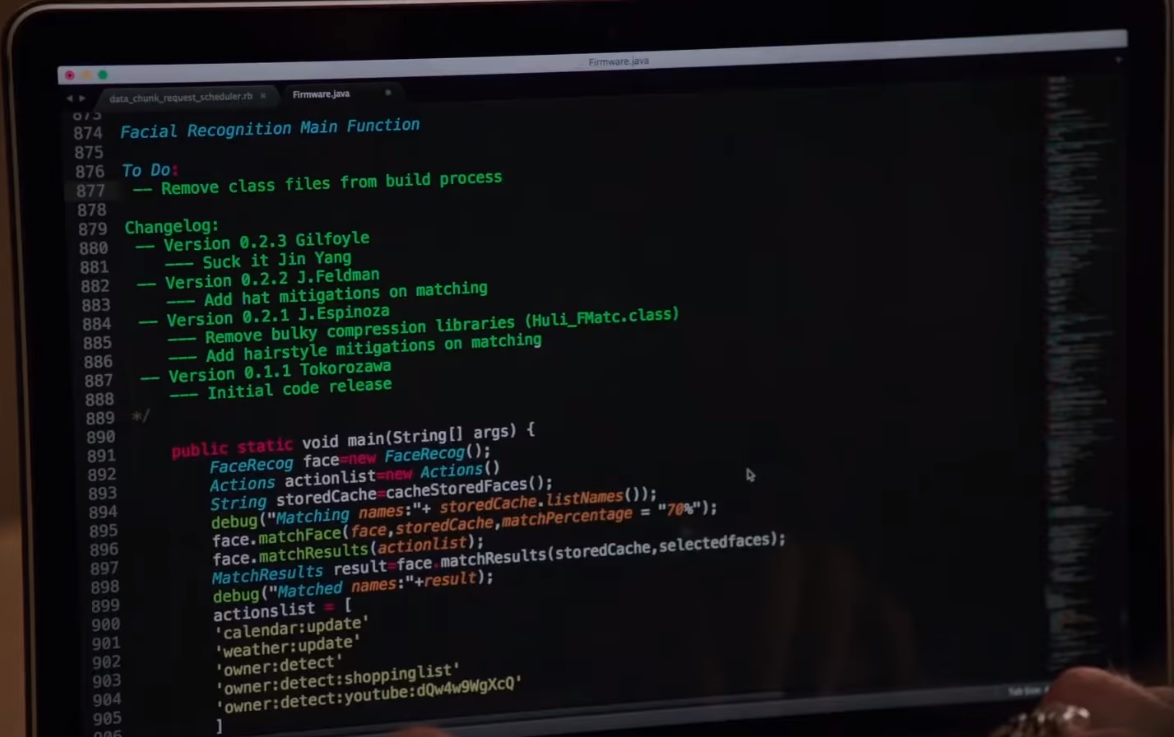 Firmware.java
data_chunk_request_scheduler.rb × Firmware.java
873
874 Facial Recognition Main Function
875
876 To Do:
877 —— Remove class files from build process
878
879 Changelog:
880 —— Version 0.2.3 Gilfoyle
881 ——— Suck it Jin Yang
882 —— Version 0.2.2 J.Feldman
883 ——— Add hat mitigations on matching
884 —— Version 0.2.1 J.Espinoza
885 ——— Remove bulky compression libraries (Huli_FMatc.class)
886 ——— Add hairstyle mitigations on matching
887 —— Version 0.1.1 Tokorozawa
888 ——— Initial code release
889 */
890
891 public static void main(String[] args) {
892 FaceRecog face=new FaceRecog();
893 Actions actionlist=new Actions()
894 String storedCache=cacheStoredFaces();
895 debug("Matching names:"+ storedCache.listNames());
896 face.matchFace(face,storedCache,matchPercentage = "70%");
897 face.matchResults(actionlist);
898 MatchResults result=face.matchResults(storedCache,selectedfaces);
899 debug("Matched names:"+result);
900 actionslist = [
901 'calendar:update'
902 'weather:update'
903 'owner:detect'
904 'owner:detect:shoppinglist'
905 'owner:detect:youtube:dQw4w9WgXcQ'
906 ]
Tab Size